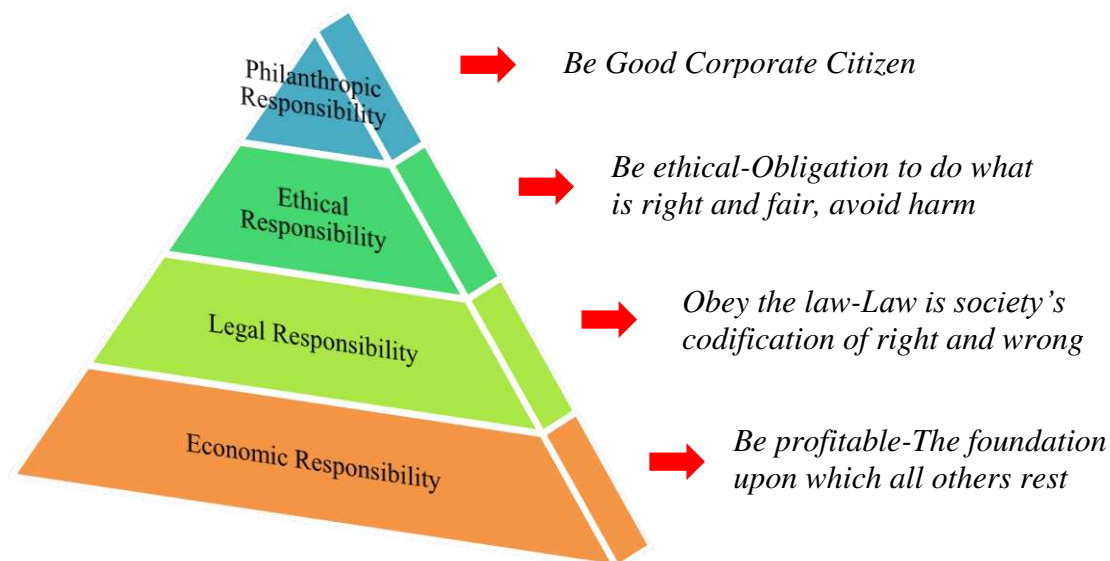 Philanthropic
Responsibility
Be Good Corporate Citizen
Ethical
Responsibility
Be ethical-Obligation to do what
is right and fair, avoid harm
Legal Responsibility
Obey the law-Law is society’s
codification of right and wrong
Economic Responsibility
Be profitable-The foundation
upon which all others rest